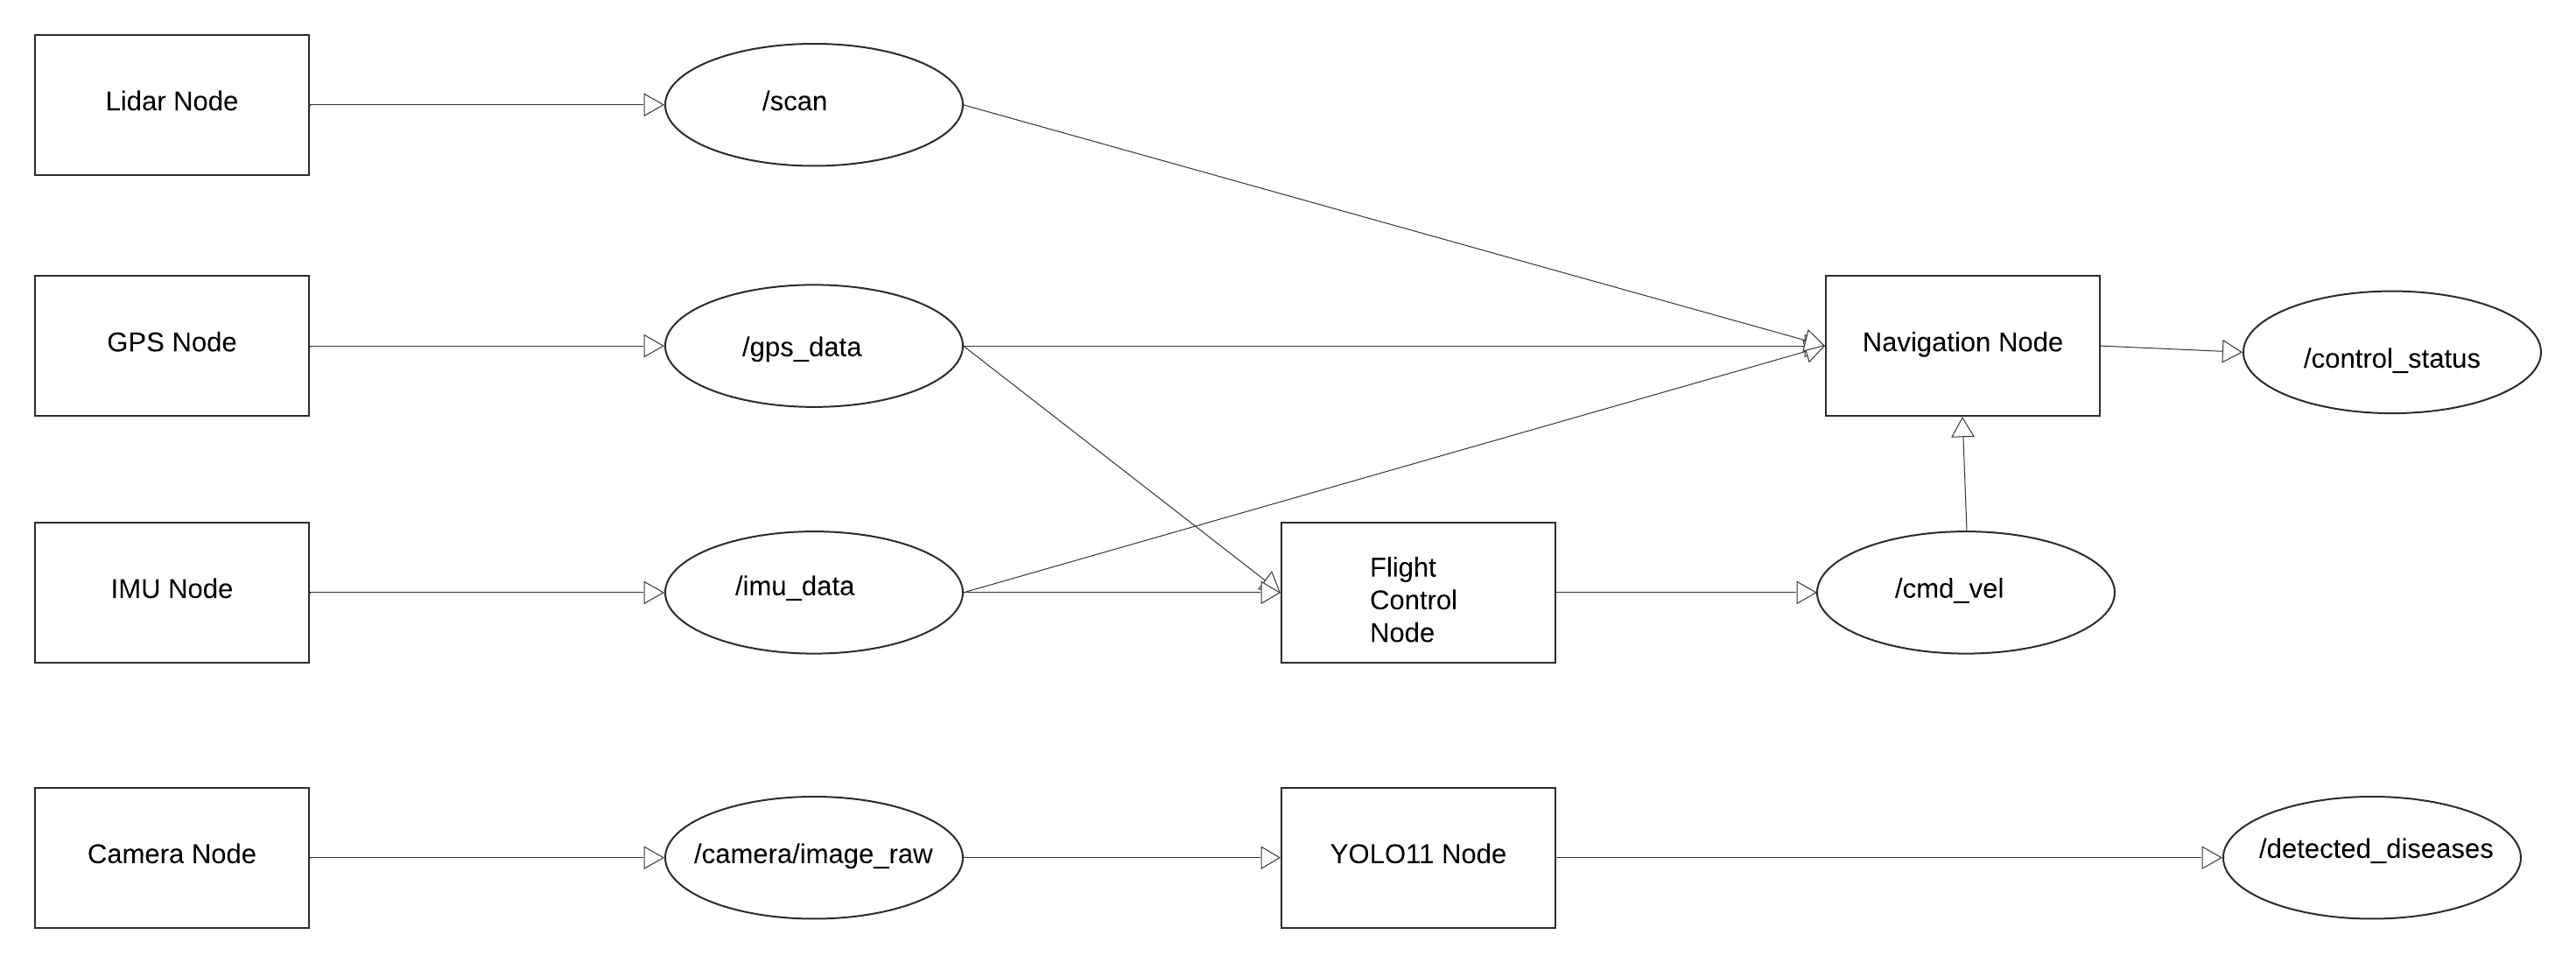 Lidar Node
/scan
GPS Node
/gps_data
Navigation Node
/control_status
IMU Node
/imu_data
Flight
Control
Node
/cmd_vel
Camera Node
/camera/image_raw
YOLO11 Node
/detected_diseases